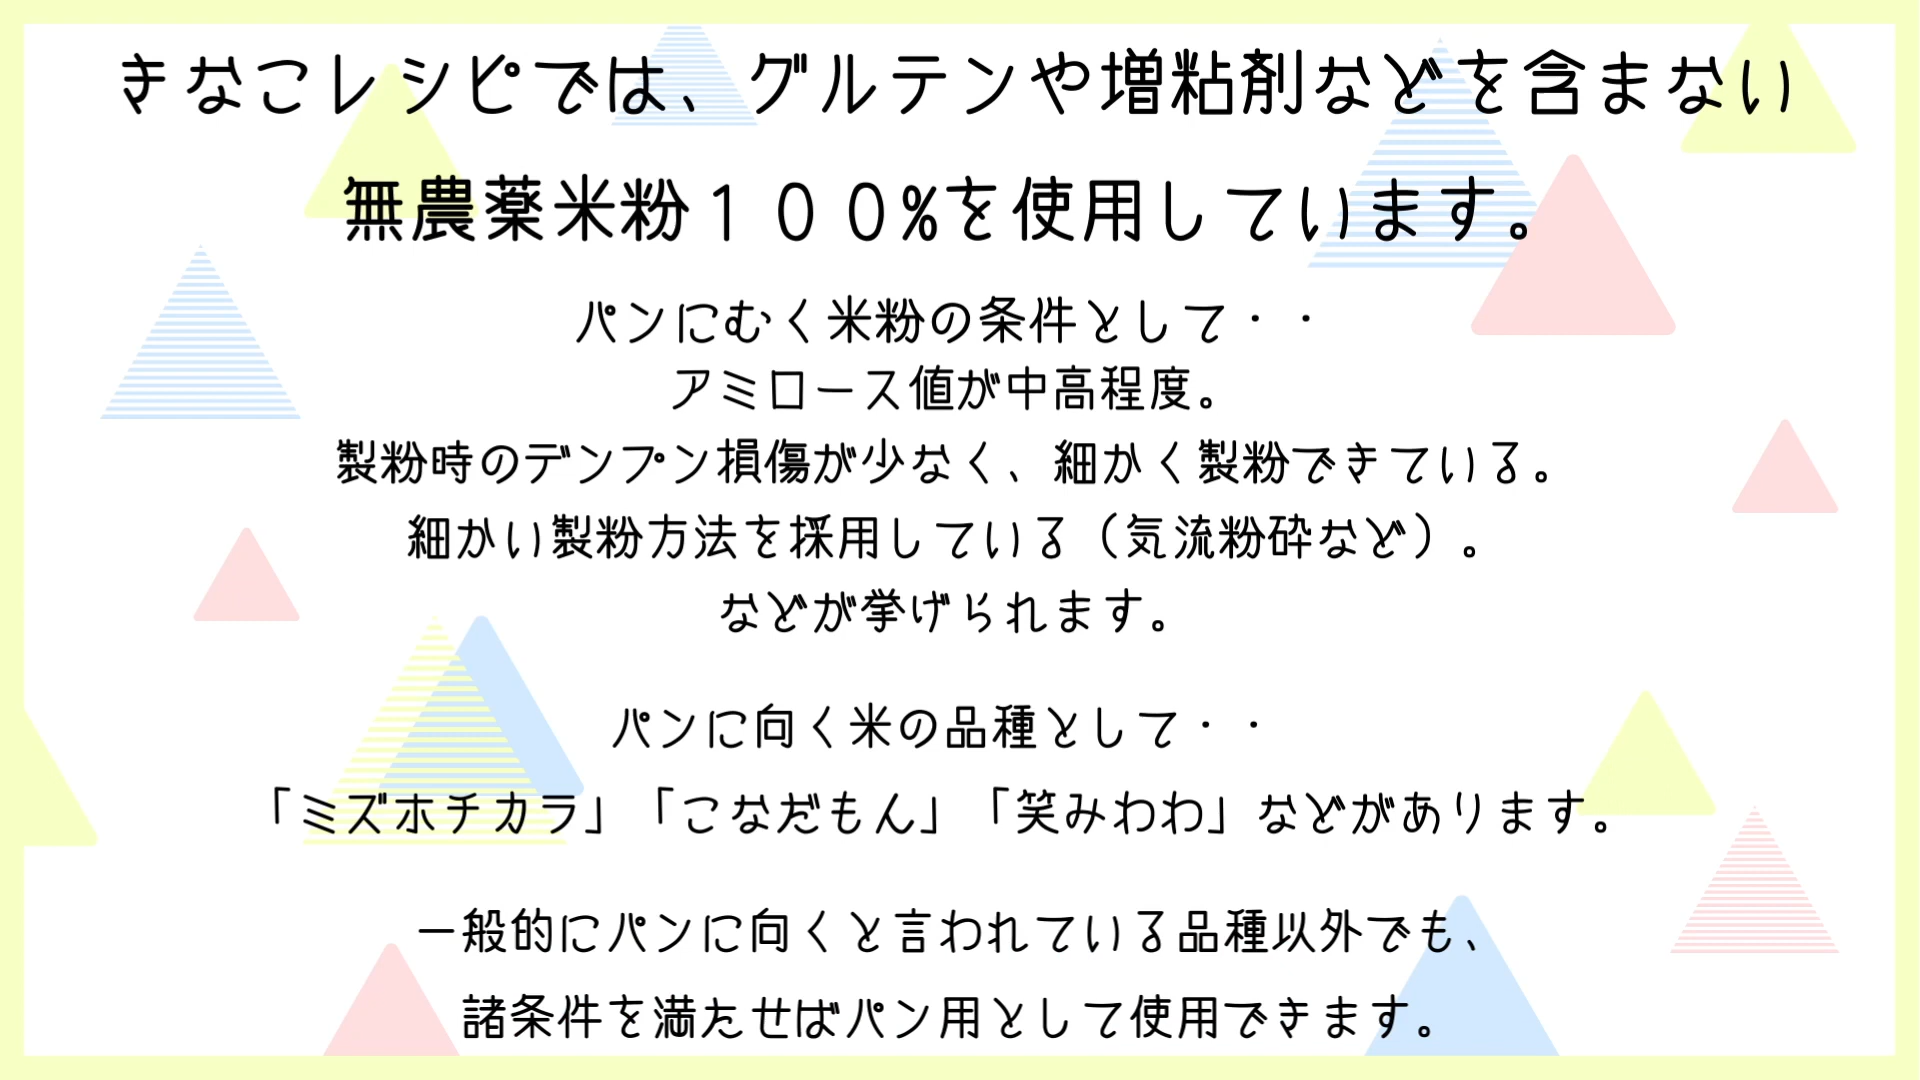 きなこレシピでは、グルテンや増粘剤などを含まない
無農薬米粉１００%を使用しています。
パンにむく米粉の条件として・・
アミロース値が中高程度。
製粉時のデンプン損傷が少なく、細かく製粉できている。
細かい製粉方法を採用している（気流粉砕など）。
などが挙げられます。
パンに向く米の品種として・・
「ミズホチカラ」「こなだもん」「笑みわわ」などがあります。
一般的にパンに向くと言われている品種以外でも、
諸条件を満たせばパン用として使用できます。